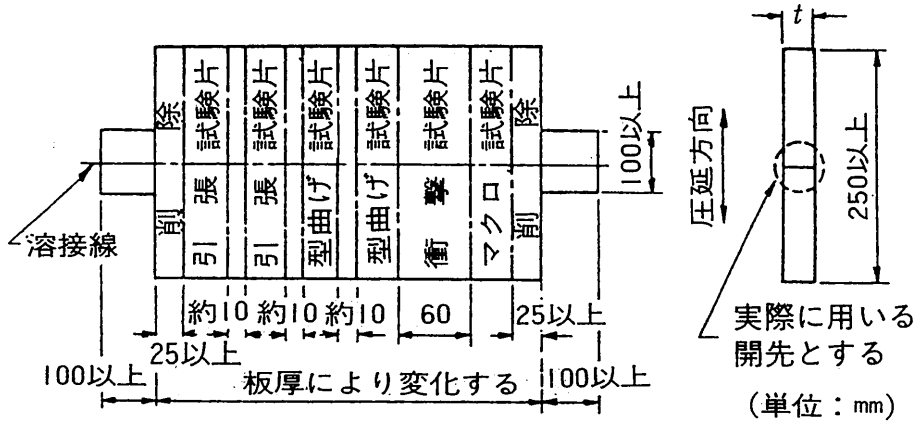 削除
引張試験片
引張試験片
型曲げ試験片
型曲げ試験片
衝撃試験片
マクロ試験片
削除
溶接線
100以上
圧延方向
t
250以上
約10 約10 約10 60 25以上
25以上
100以上 板厚により変化する 100以上
実際に用いる
開先とする
(単位：mm)